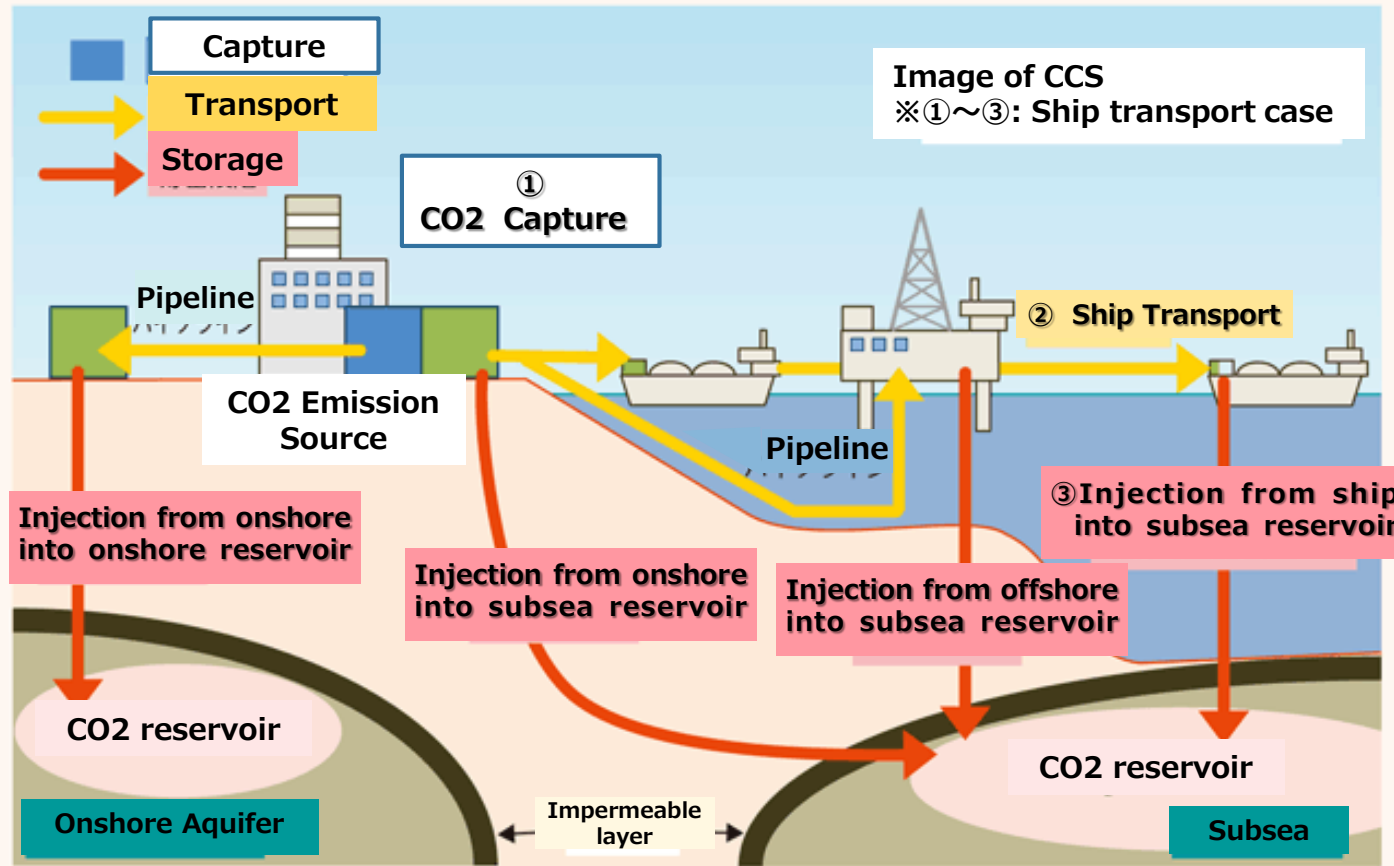 Capture
Transport
Storage
Image of CCS
※①～③: Ship transport case
①
CO2 Capture
Pipeline
② Ship Transport
CO2 Emission
Source
Pipeline
Injection from onshore
into onshore reservoir
Injection from onshore
into subsea reservoir
Injection from offshore
into subsea reservoir
③Injection from ship
into subsea reservoir
CO2 reservoir
CO2 reservoir
Onshore Aquifer
Impermeable
layer
Subsea